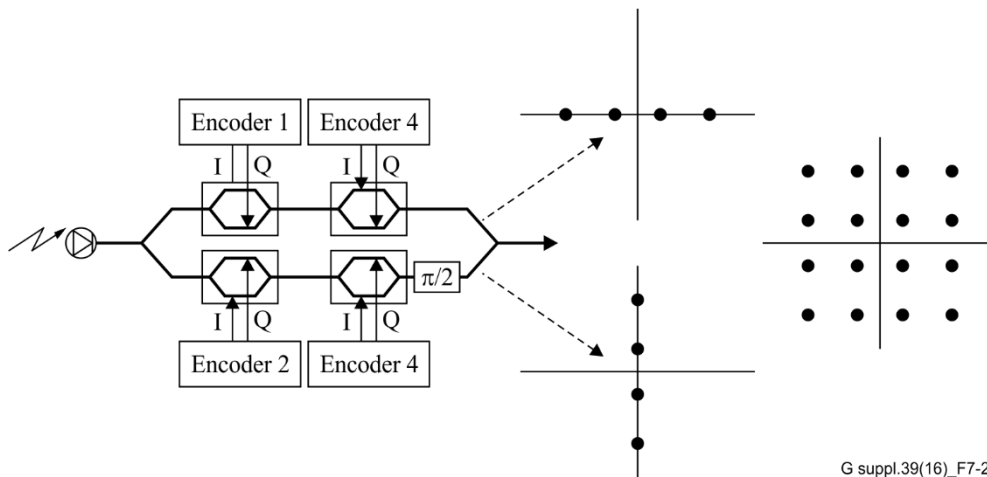 Encoder 1
Encoder 4
I
Q
I
Q
π/2
I
Q
I
Q
Encoder 2
Encoder 4
G suppl.39(16)_F7-2